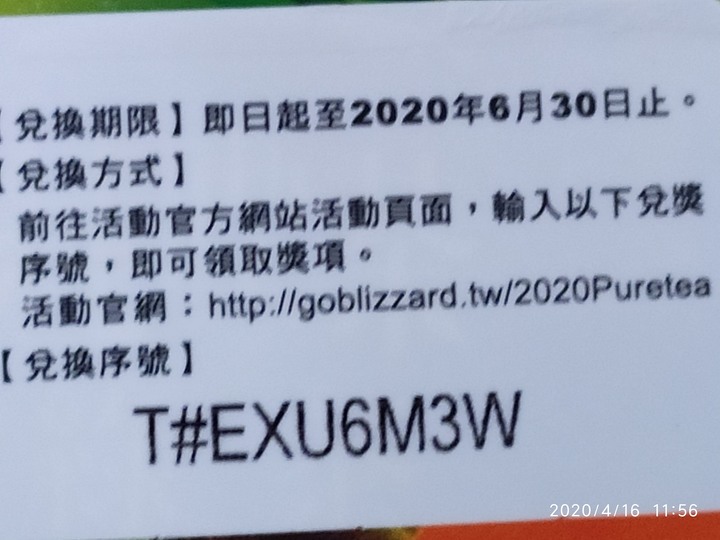 【兌換期限】即日起至2020年6月30日止。
【兌換方式】
前往活動官方網站活動頁面，輸入以下兌獎
序號，即可領取獎項。
活動官網：http://goblizzard.tw/2020Puretea
【兌換序號】
T#EXU6M3W
2020/4/16 11:56